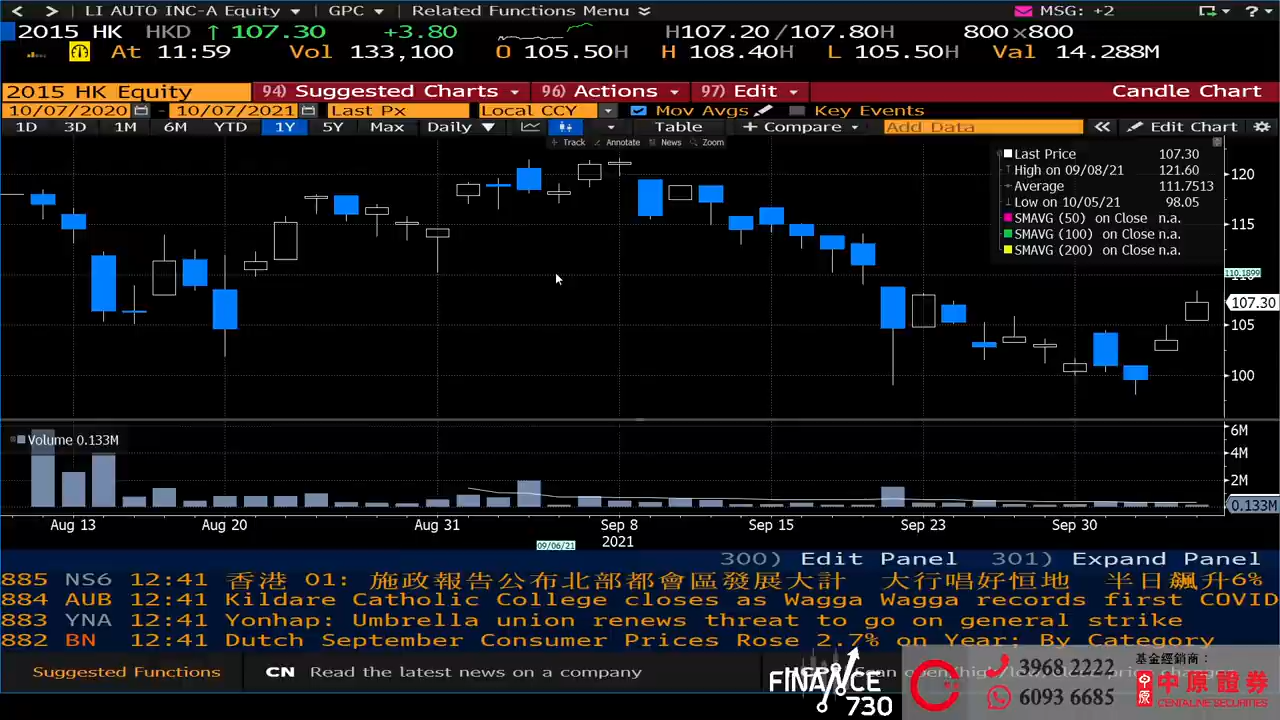 LI AUTO INC-A Equity GPC Related Functions Menu MSG: +2 ?
2015 HK HKD ↑ 107.30 +3.80 H107.20/107.80H 800×800
At 11:59 Vol 133,100 O 105.50H H 108.40H L 105.50H Val 14.288M
2015 HK Equity 94) Suggested Charts 96) Actions 97) Edit Candle Chart
10/07/2020 - 10/07/2021 Last Px Local CCY Mov Avgs Key Events
1D 3D 1M 6M YTD 1Y 5Y Max Daily Table + Compare Add Data Edit Chart
Track Annotate News Zoom
Last Price 107.30
High on 09/08/21 121.60
Average 111.7513
Low on 10/05/21 98.05
SMAVG (50) on Close n.a.
SMAVG (100) on Close n.a.
SMAVG (200) on Close n.a.
120
115
110.1899
107.30
105
100
Volume 0.133M
6M
4M
2M
0.133M
Aug 13 Aug 20 Aug 31 Sep 8 Sep 15 Sep 23 Sep 30
09/06/21 2021
300) Edit Panel 301) Expand Panel
885 NS6 12:41 香港 01: 施政報告公布北部都會區發展大計 大行唱好恒地 半日飆升6%
884 AUB 12:41 Kildare Catholic College closes as Wagga Wagga records first COVID
883 YNA 12:41 Yonhap: Umbrella union renews threat to go on general strike
882 BN 12:41 Dutch September Consumer Prices Rose 2.7% on Year; By Category
Suggested Functions CN Read the latest news on a company
FINANCE 730
3968 2222
6093 6685
基金經銷商：
中原證券
CENTALINE SECURITIES